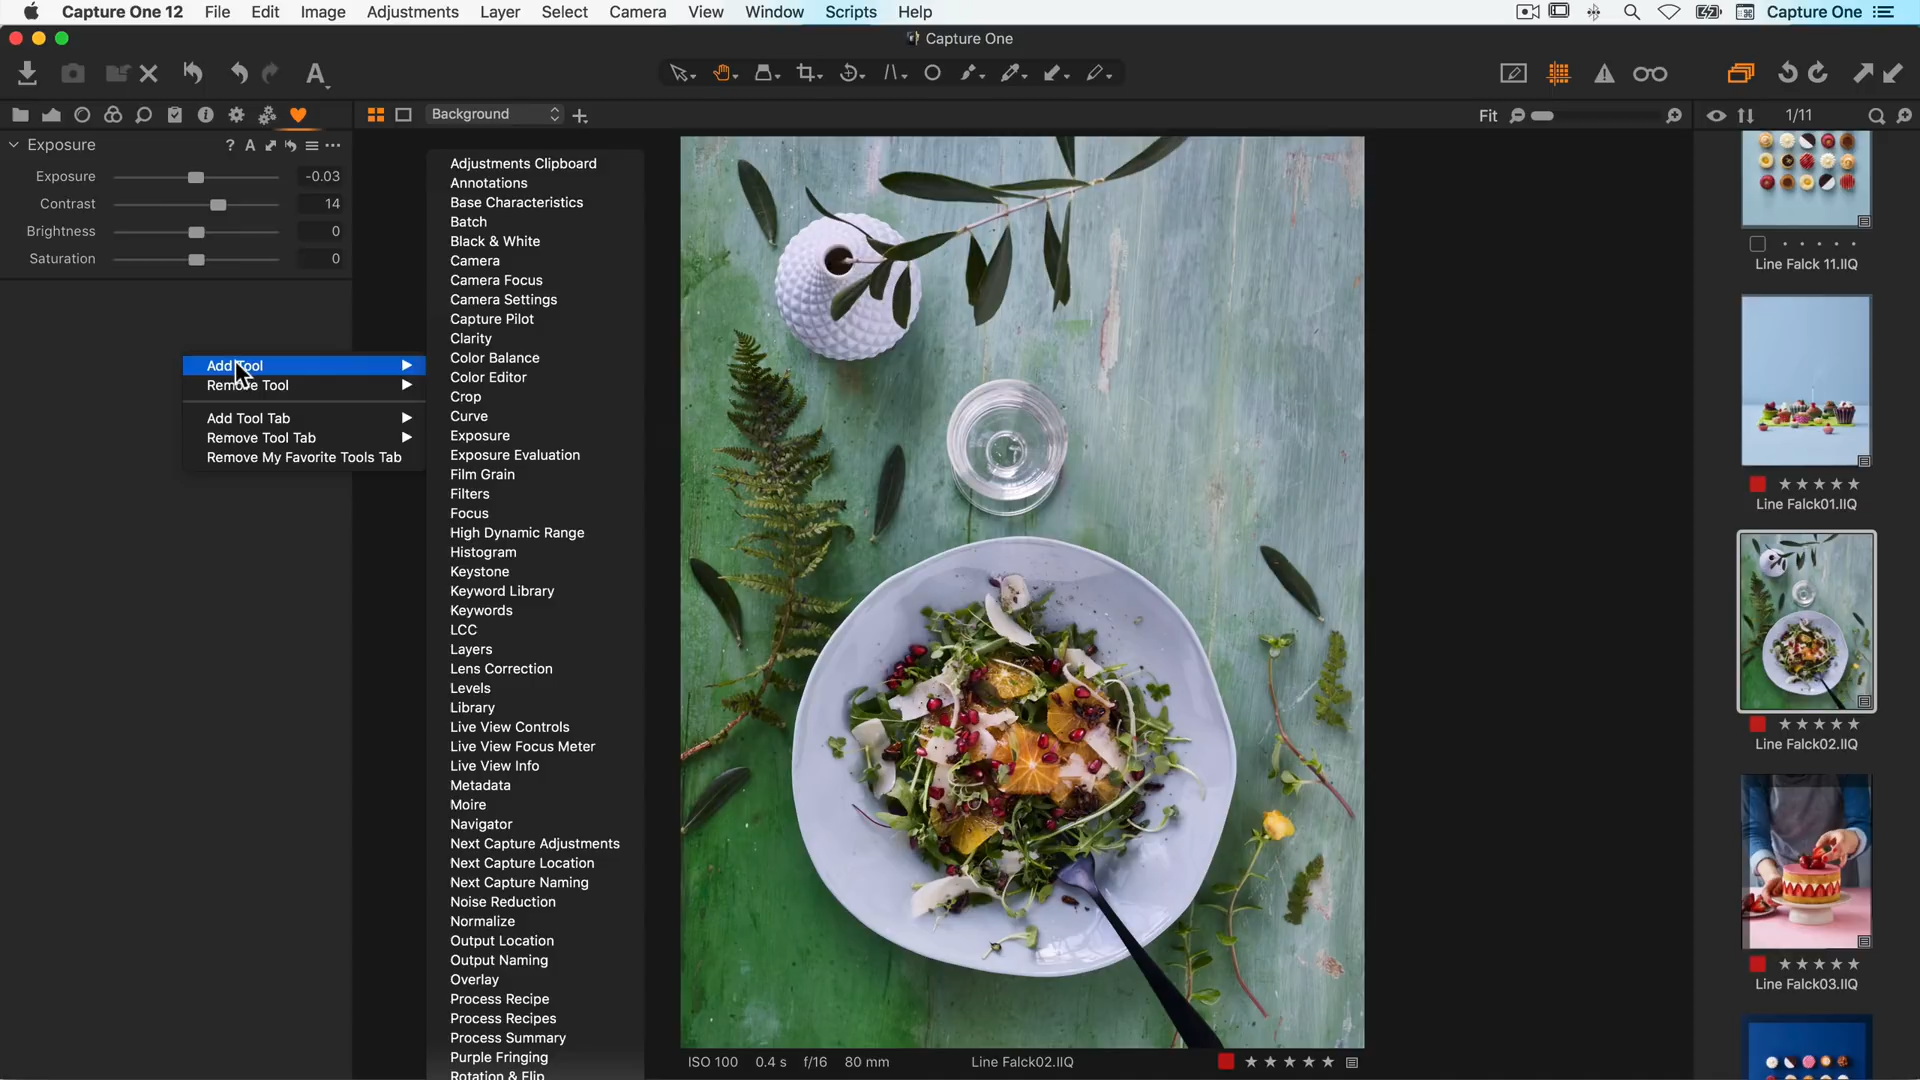 Capture One 12 File Edit Image Adjustments Layer Select Camera View Window Scripts Help Capture One
Capture One
A
Background
Fit
1/11
Exposure ? A
Exposure -0.03
Contrast 14
Brightness 0
Saturation 0
Add Tool
Remove Tool
Add Tool Tab
Remove Tool Tab
Remove My Favorite Tools Tab
Adjustments Clipboard
Annotations
Base Characteristics
Batch
Black & White
Camera
Camera Focus
Camera Settings
Capture Pilot
Clarity
Color Balance
Color Editor
Crop
Curve
Exposure
Exposure Evaluation
Film Grain
Filters
Focus
High Dynamic Range
Histogram
Keystone
Keyword Library
Keywords
LCC
Layers
Lens Correction
Levels
Library
Live View Controls
Live View Focus Meter
Live View Info
Metadata
Moire
Navigator
Next Capture Adjustments
Next Capture Location
Next Capture Naming
Noise Reduction
Normalize
Output Location
Output Naming
Overlay
Process Recipe
Process Recipes
Process Summary
Purple Fringing
Rotation & Flip
ISO 100 0.4 s f/16 80 mm Line Falck02.IIQ
Line Falck 11.IIQ
Line Falck01.IIQ
Line Falck02.IIQ
Line Falck03.IIQ